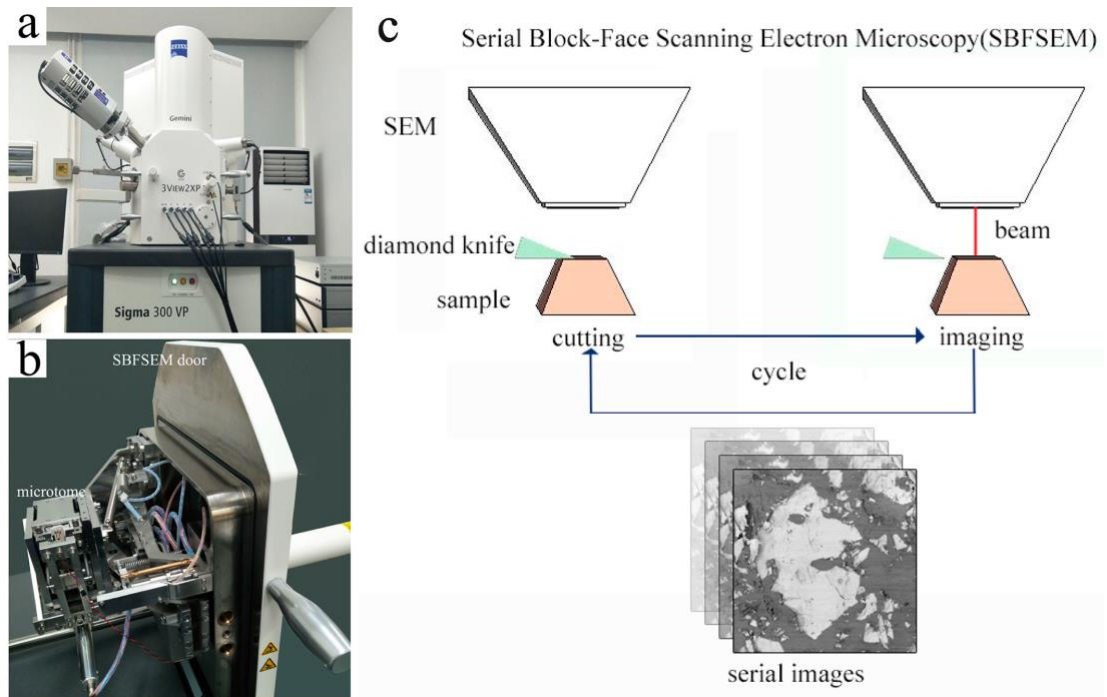 a
ZEISS
Gemini
3VIEW2XP
Sigma 300 VP
b
SBFSEM door
microtome
c
Serial Block-Face Scanning Electron Microscopy(SBFSEM)
SEM
beam
diamond knife
sample
cutting
imaging
cycle
serial images